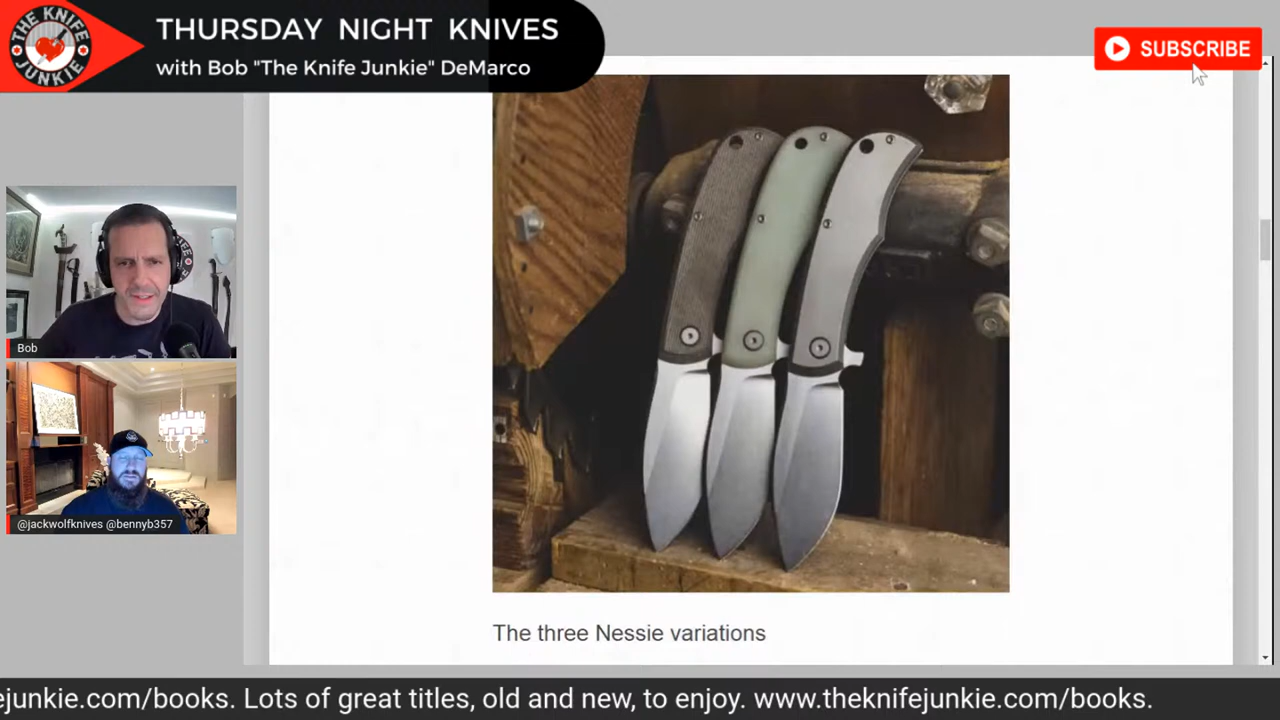 THE KNIFE JUNKIE
THURSDAY NIGHT KNIVES
with Bob "The Knife Junkie" DeMarco
SUBSCRIBE
Bob
@jackwolfknives @bennyb357
The three Nessie variations
ejunkie.com/books. Lots of great titles, old and new, to enjoy. www.theknifejunkie.com/books.